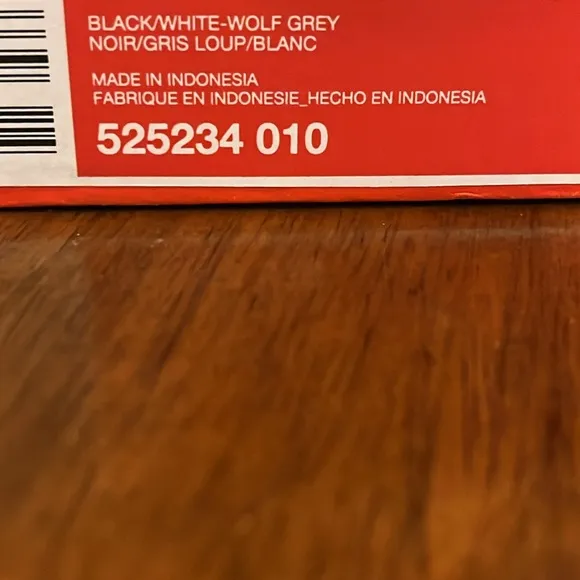 BLACK/WHITE-WOLF GREY
NOIR/GRIS LOUP/BLANC
MADE IN INDONESIA
FABRIQUE EN INDONESIE_HECHO EN INDONESIA
525234 010